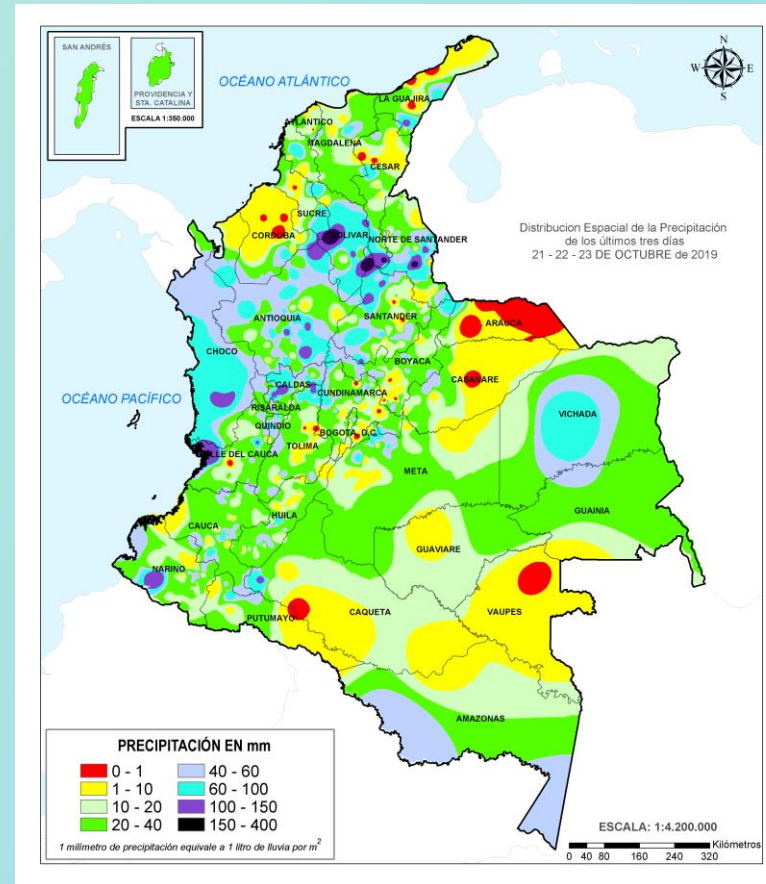 SAN ANDRÉS
PROVIDENCIA Y
STA. CATALINA
ESCALA 1:350.000
N
W
E
S
OCÉANO ATLÁNTICO
LA GUAJIRA
ATLANTICO
MAGDALENA
CESAR
SUCRE
CORDOBA
BOLIVAR
NORTE DE SANTANDER
Distribucion Espacial de la Precipitación
de los últimos tres días
21 - 22 - 23 DE OCTUBRE de 2019
ANTIOQUIA
SANTANDER
ARAUCA
CHOCO
BOYACA
CASANARE
OCÉANO PACÍFICO
CALDAS
CUNDINAMARCA
VICHADA
RISARALDA
QUINDIO
BOGOTA, D.C.
TOLIMA
VALLE DEL CAUCA
META
GUAINIA
CAUCA
HUILA
GUAVIARE
NARINO
CAQUETA
VAUPES
PUTUMAYO
AMAZONAS
PRECIPITACIÓN EN mm
0 - 1
1 - 10
10 - 20
20 - 40
40 - 60
60 - 100
100 - 150
150 - 400
1 milímetro de precipitación equivale a 1 litro de lluvia por m2
ESCALA: 1:4.200.000
Kilómetros
0 40 80 160 240 320